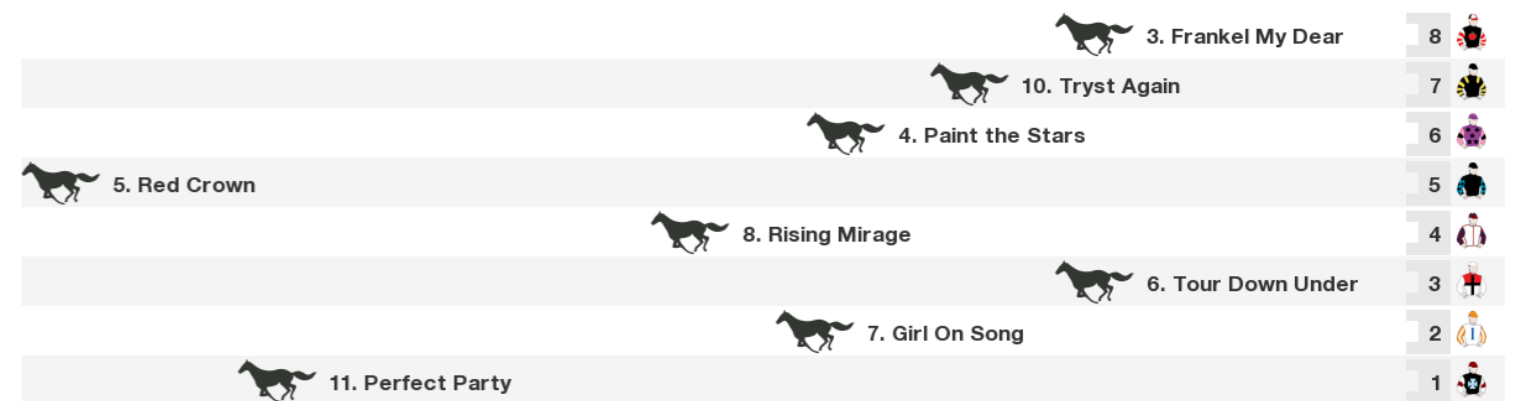 3. Frankel My Dear 8
10. Tryst Again 7
4. Paint the Stars 6
5. Red Crown 5
8. Rising Mirage 4
6. Tour Down Under 3
7. Girl On Song 2
11. Perfect Party 1